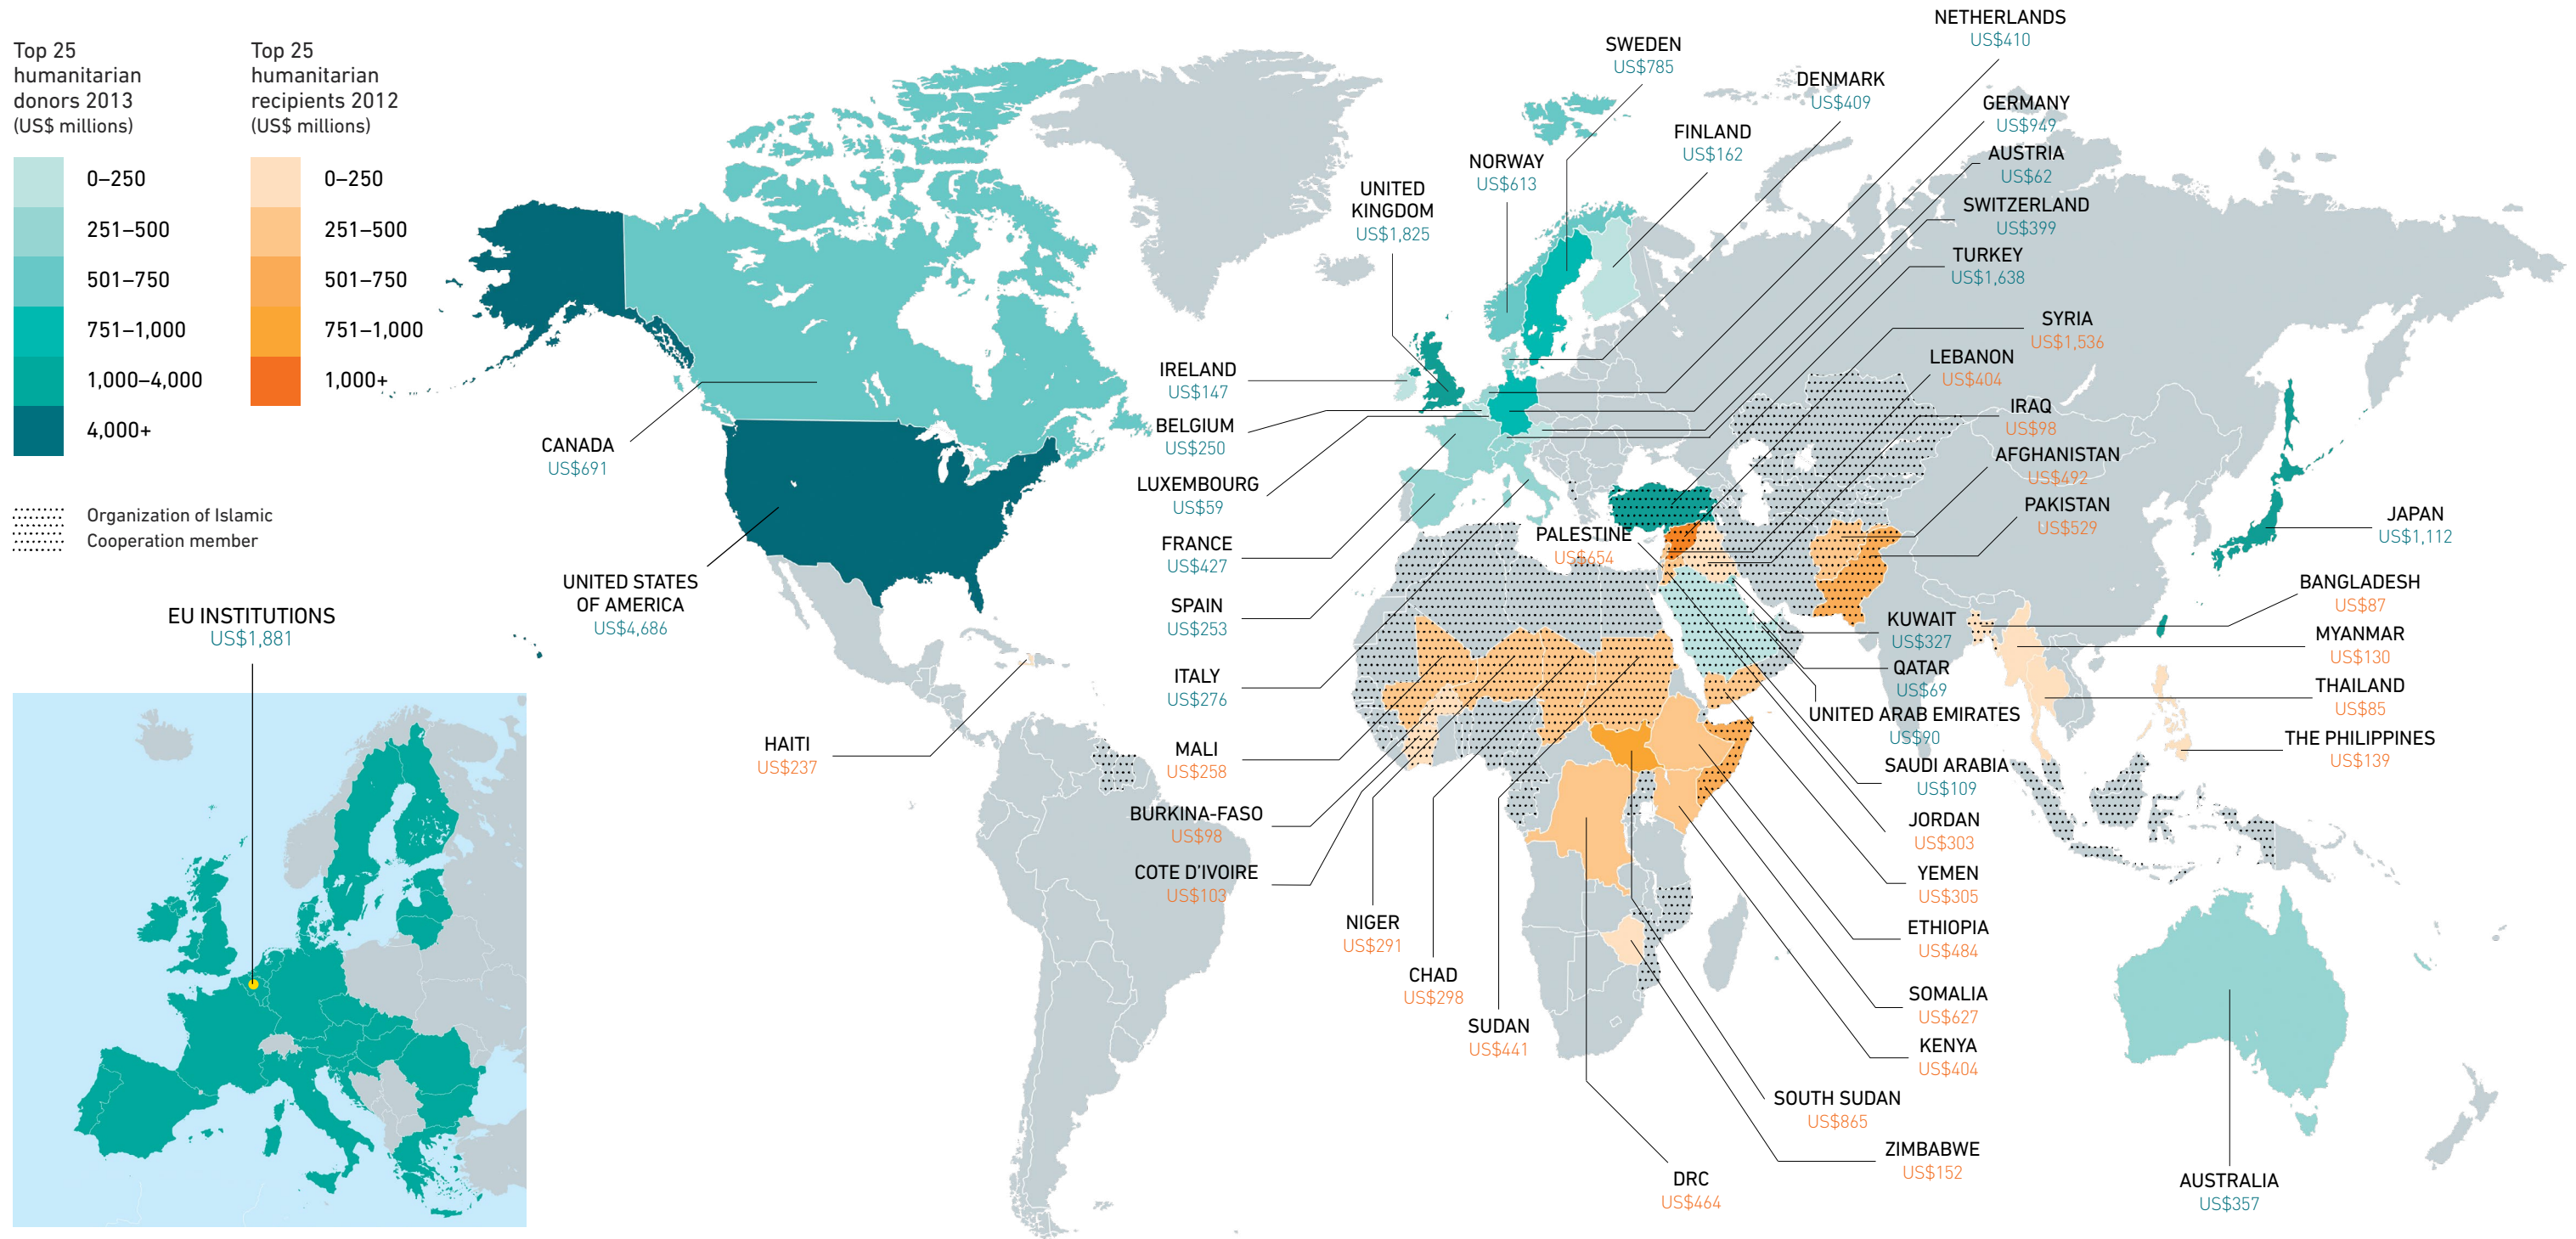 Top 25
humanitarian
donors 2013
(US$ millions)
0–250
251–500
501–750
751–1,000
1,000–4,000
4,000+
Top 25
humanitarian
recipients 2012
(US$ millions)
0–250
251–500
501–750
751–1,000
1,000+
Organization of Islamic
Cooperation member
EU INSTITUTIONS
US$1,881
CANADA
US$691
UNITED STATES
OF AMERICA
US$4,686
HAITI
US$237
UNITED
KINGDOM
US$1,825
NORWAY
US$613
SWEDEN
US$785
FINLAND
US$162
DENMARK
US$409
NETHERLANDS
US$410
GERMANY
US$949
AUSTRIA
US$62
SWITZERLAND
US$399
TURKEY
US$1,638
SYRIA
US$1,536
LEBANON
US$404
IRAQ
US$98
AFGHANISTAN
US$492
PAKISTAN
US$529
JAPAN
US$1,112
BANGLADESH
US$87
MYANMAR
US$130
THAILAND
US$85
THE PHILIPPINES
US$139
IRELAND
US$147
BELGIUM
US$250
LUXEMBOURG
US$59
FRANCE
US$427
SPAIN
US$253
ITALY
US$276
MALI
US$258
BURKINA-FASO
US$98
COTE D'IVOIRE
US$103
NIGER
US$291
CHAD
US$298
SUDAN
US$441
PALESTINE
US$654
KUWAIT
US$327
QATAR
US$69
UNITED ARAB EMIRATES
US$90
SAUDI ARABIA
US$109
JORDAN
US$303
YEMEN
US$305
ETHIOPIA
US$484
SOMALIA
US$627
KENYA
US$404
SOUTH SUDAN
US$865
ZIMBABWE
US$152
DRC
US$464
AUSTRALIA
US$357